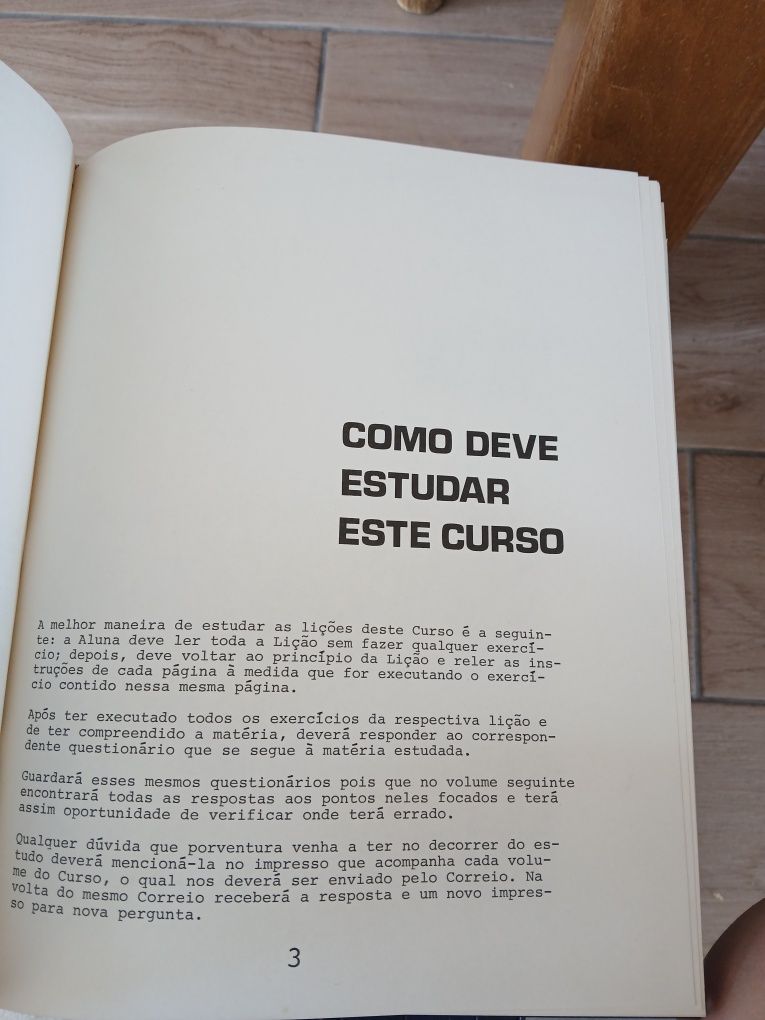 COMO DEVE
ESTUDAR
ESTE CURSO
A melhor maneira de estudar as lições deste Curso é a seguin-
te: a Aluna deve ler toda a Lição sem fazer qualquer exercí-
cio; depois, deve voltar ao princípio da Lição e reler as ins-
truções de cada página à medida que for executando o exercí-
cio contido nessa mesma página.
Após ter executado todos os exercícios da respectiva lição e
de ter compreendido a matéria, deverá responder ao correspon-
dente questionário que se segue à matéria estudada.
Guardará esses mesmos questionários pois que no volume seguinte
encontrará todas as respostas aos pontos neles focados e terá
assim oportunidade de verificar onde terá errado.
Qualquer dúvida que porventura venha a ter no decorrer do es-
tudo deverá mencioná-la no impresso que acompanha cada volu-
me do Curso, o qual nos deverá ser enviado pelo Correio. Na
volta do mesmo Correio receberá a resposta e um novo impres-
so para nova pergunta.
3